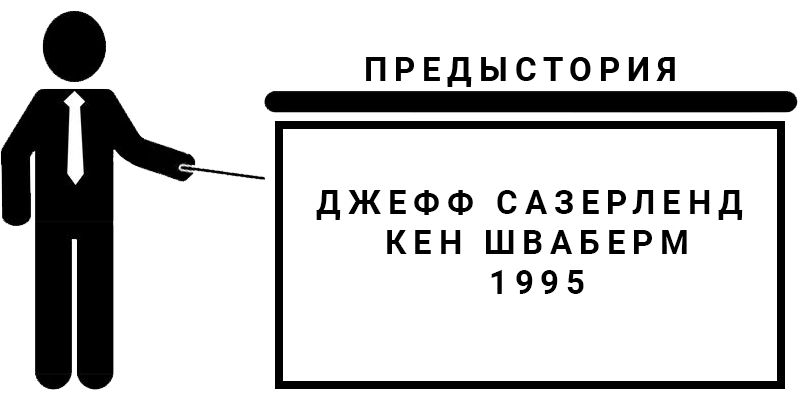 ПРЕДЫСТОРИЯ
ДЖЕФФ САЗЕРЛЕНД
КЕН ШВАБЕРМ
1995